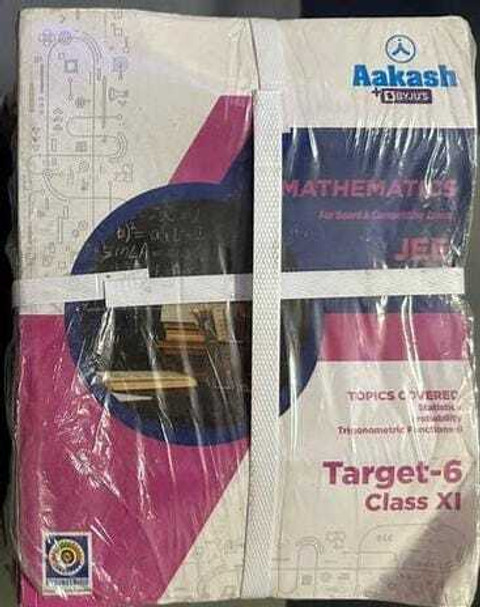 Aakash
+ BYJU'S
MATHEMATICS
For Board & Competitive Exams
JEE
TOPICS COVERED
Statistics
Probability
Trigonometric Functions-II
Target-6
Class XI